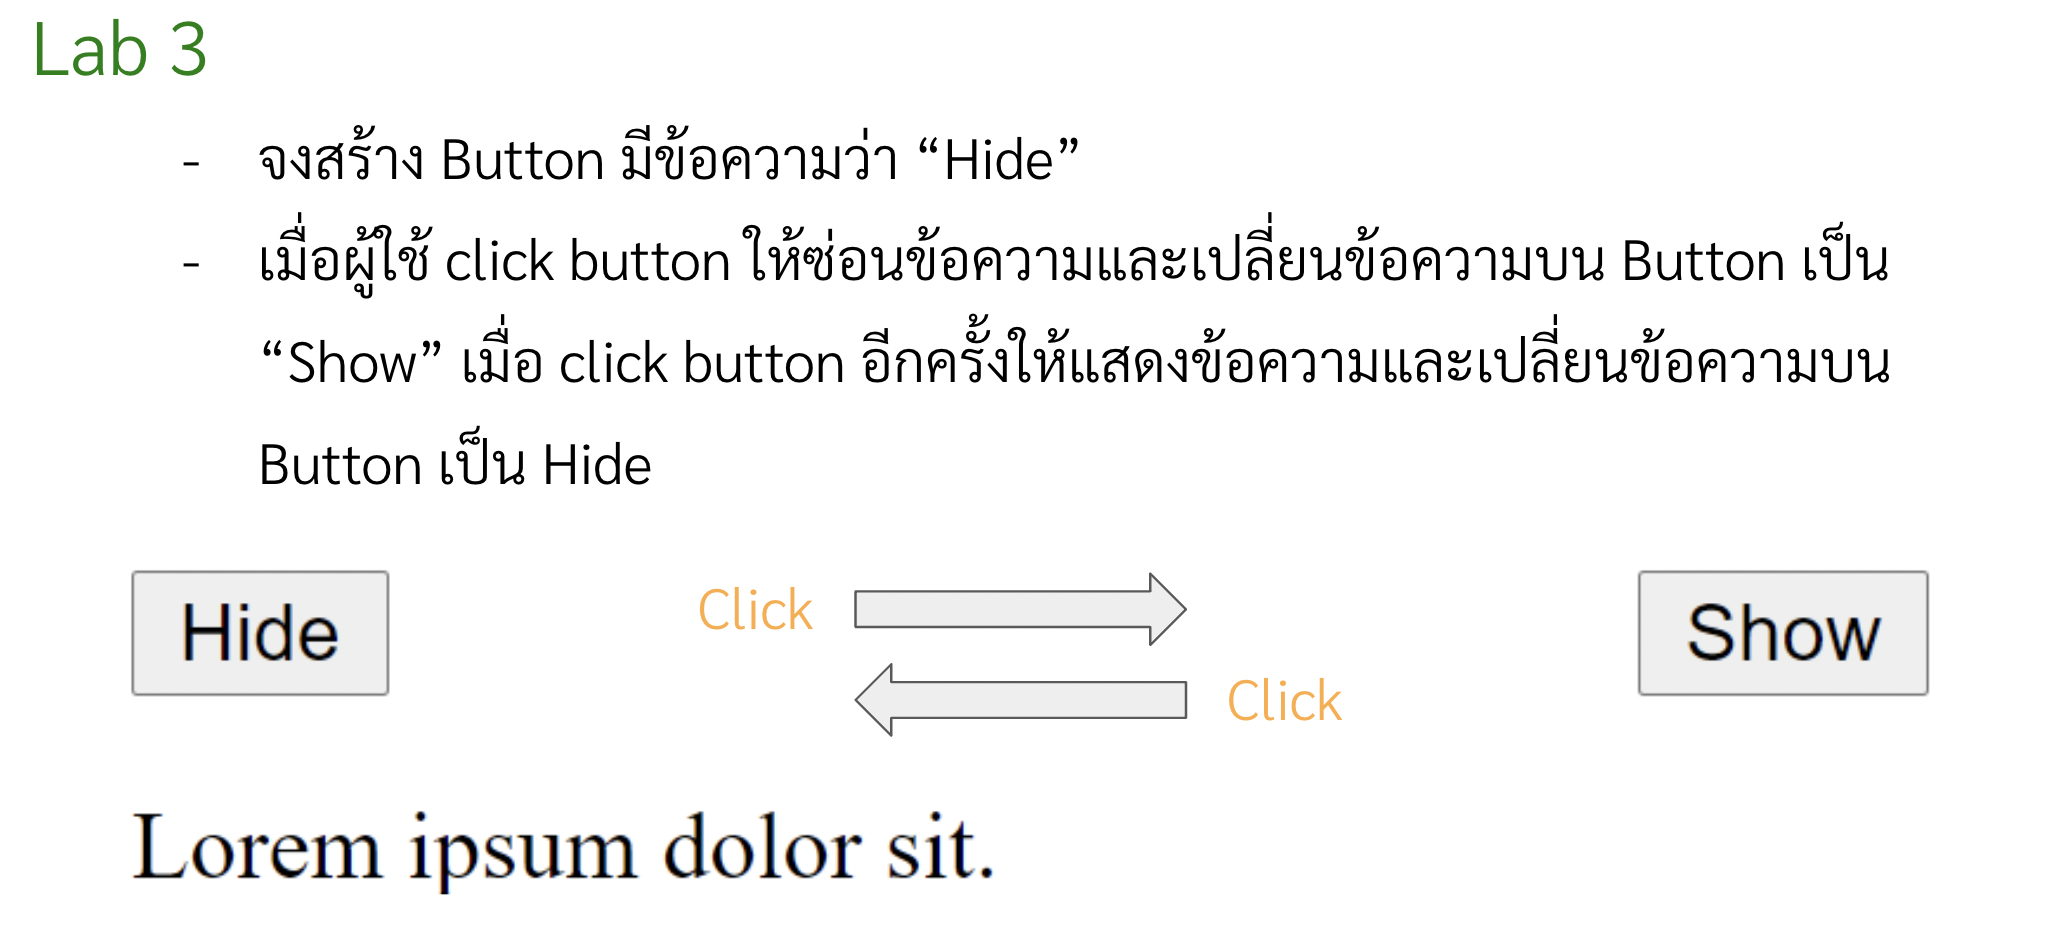 Lab 3
- จงสร้าง Button มีข้อความว่า “Hide”
- เมื่อผู้ใช้ click button ให้ซ่อนข้อความและเปลี่ยนข้อความบน Button เป็น
“Show” เมื่อ click button อีกครั้งให้แสดงข้อความและเปลี่ยนข้อความบน
Button เป็น Hide
Hide
Click
Show
Click
Lorem ipsum dolor sit.